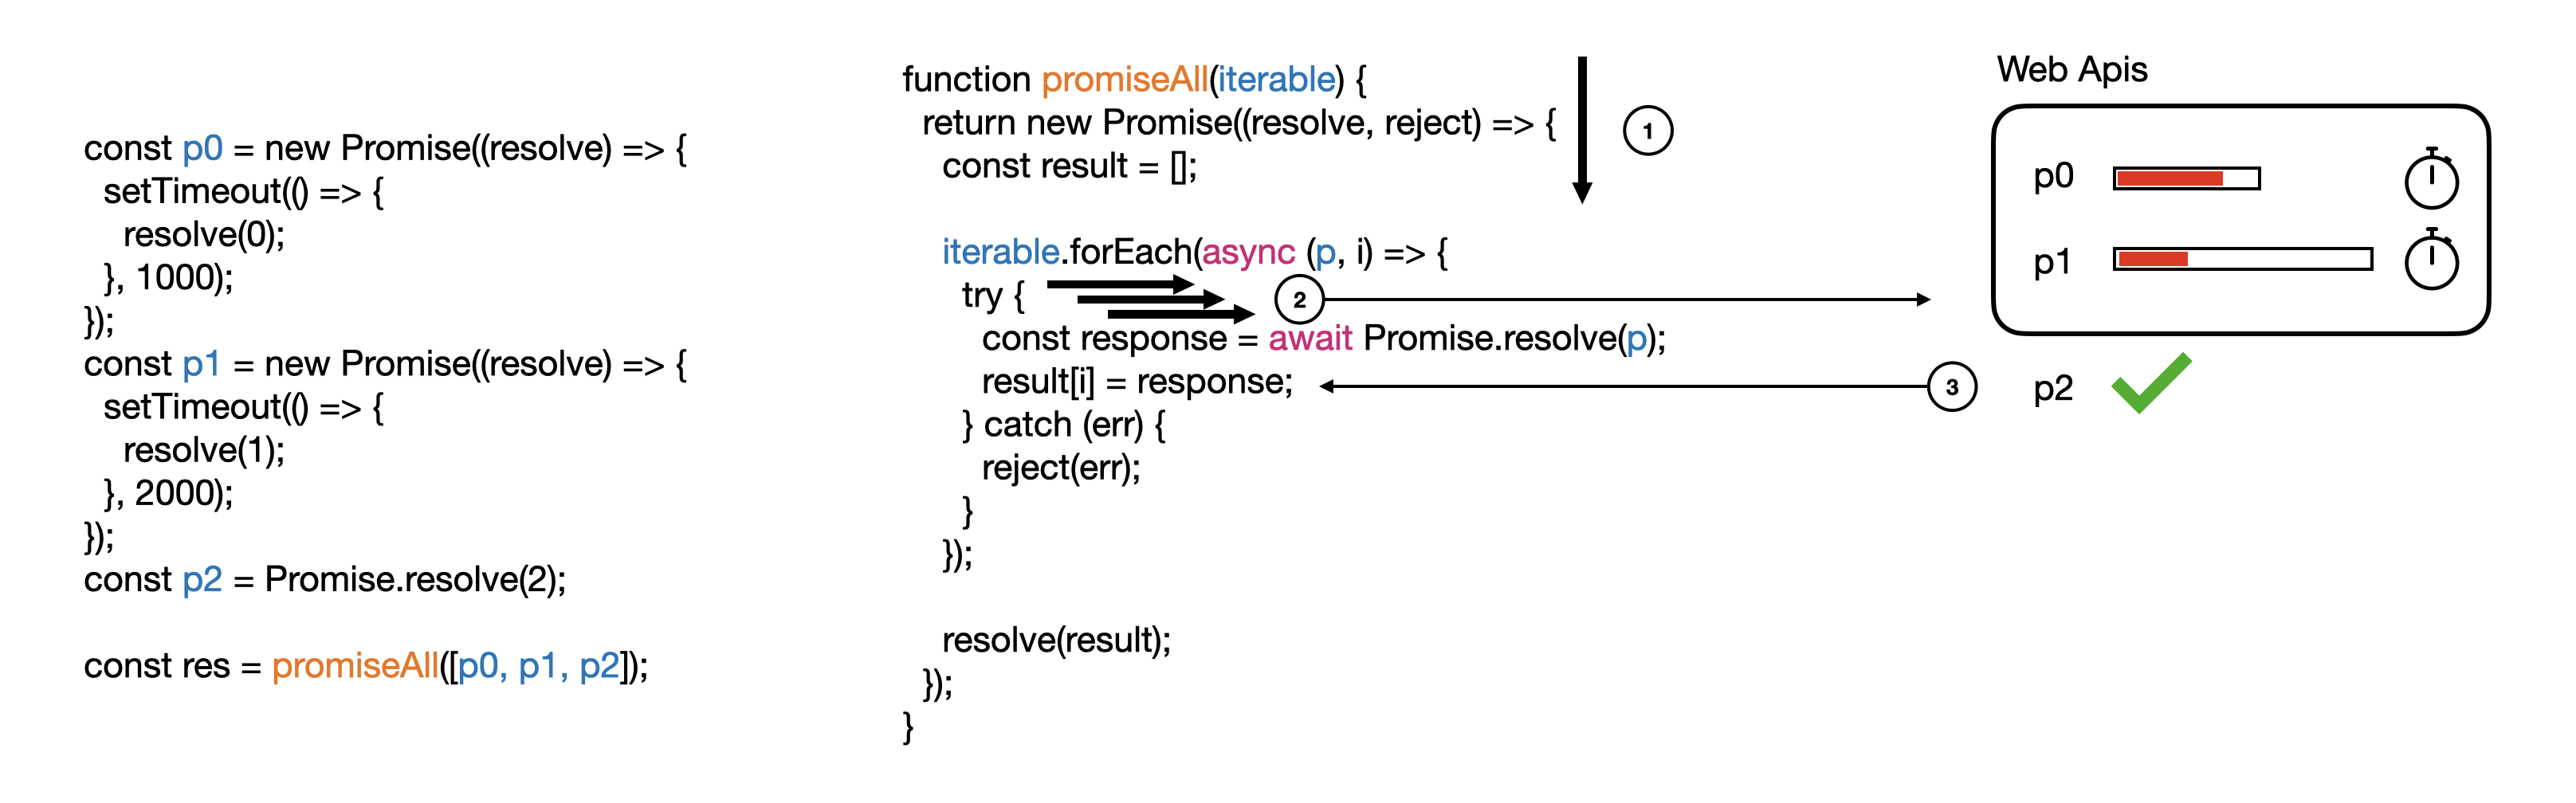 const p0 = new Promise((resolve) => {
setTimeout(() => {
resolve(0);
}, 1000);
});
const p1 = new Promise((resolve) => {
setTimeout(() => {
resolve(1);
}, 2000);
});
const p2 = Promise.resolve(2);
const res = promiseAll([p0, p1, p2]);
function promiseAll(iterable) {
return new Promise((resolve, reject) => {
const result = [];
iterable.forEach(async (p, i) => {
try {
const response = await Promise.resolve(p);
result[i] = response;
} catch (err) {
reject(err);
}
});
resolve(result);
});
}
1
2
3
Web Apis
p0
p1
p2